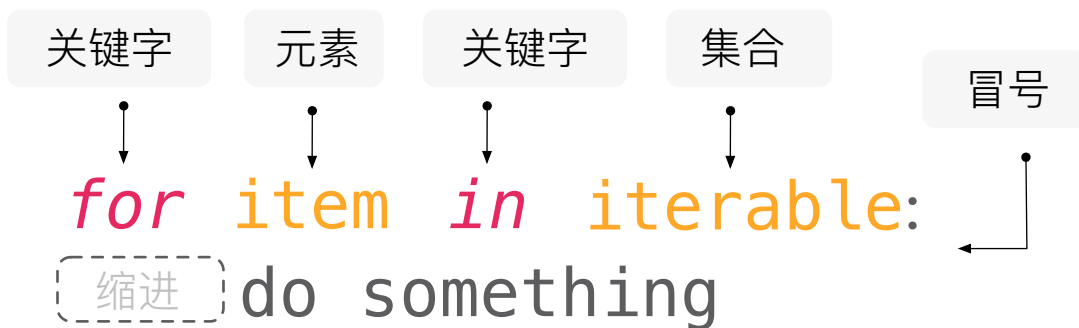 关键字 元素 关键字 集合 冒号
for item in iterable:
缩进 do something